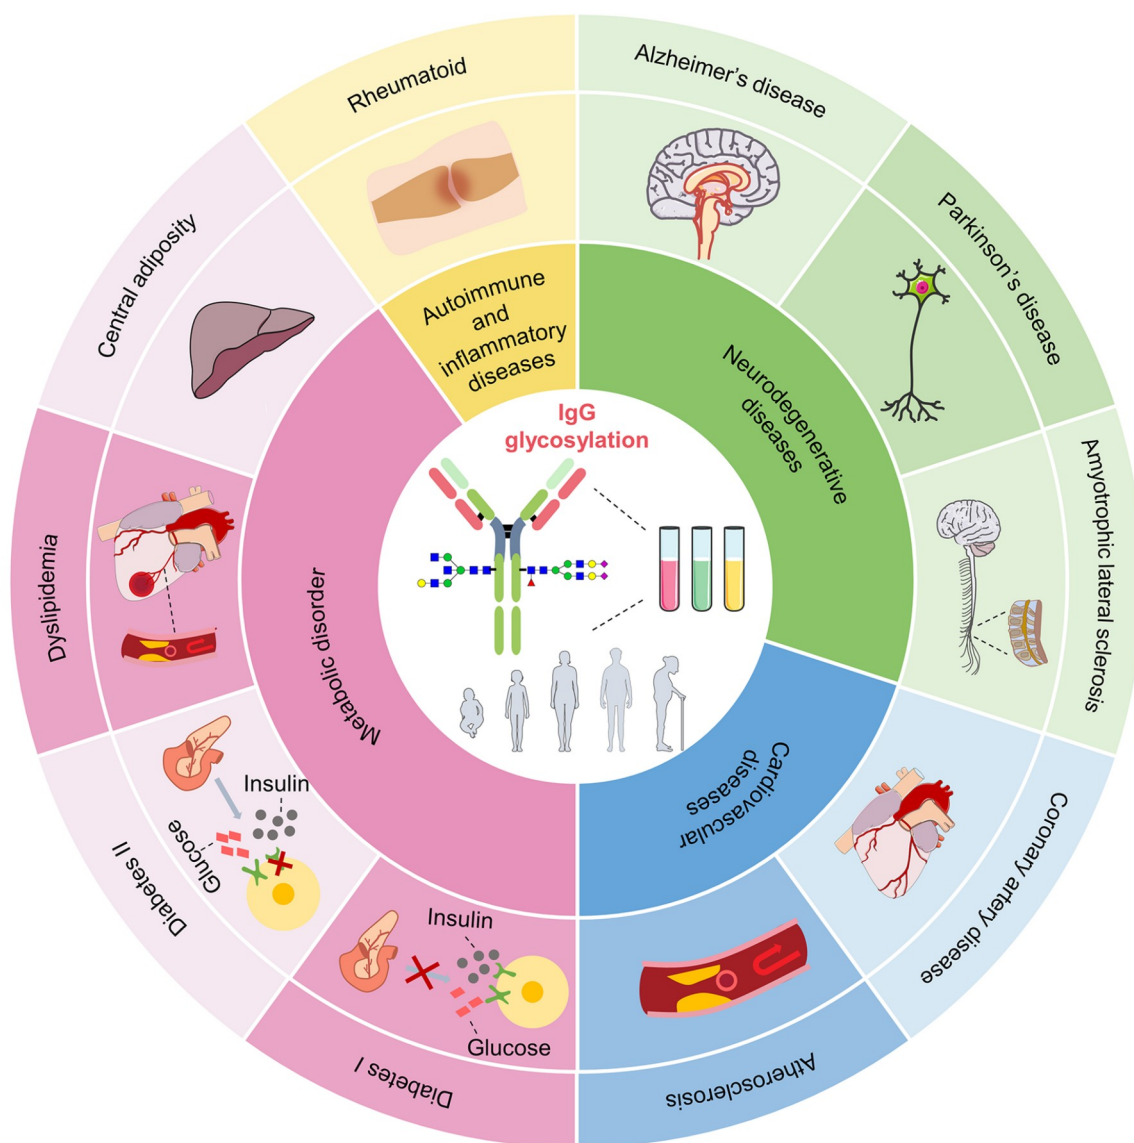 Rheumatoid
Alzheimer's disease
Parkinson's disease
Amyotrophic lateral sclerosis
Coronary artery disease
Atherosclerosis
Diabetes I
Diabetes II
Dyslipidemia
Central adiposity
Autoimmune
and
inflammatory
diseases
Neurodegenerative
diseases
Cardiovascular
diseases
Metabolic disorder
IgG
glycosylation
Insulin
Glucose
Insulin
Glucose